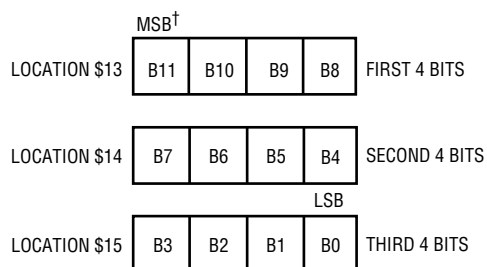 MSB†
LOCATION $13 B11 B10 B9 B8 FIRST 4 BITS
LOCATION $14 B7 B6 B5 B4 SECOND 4 BITS
LSB
LOCATION $15 B3 B2 B1 B0 THIRD 4 BITS